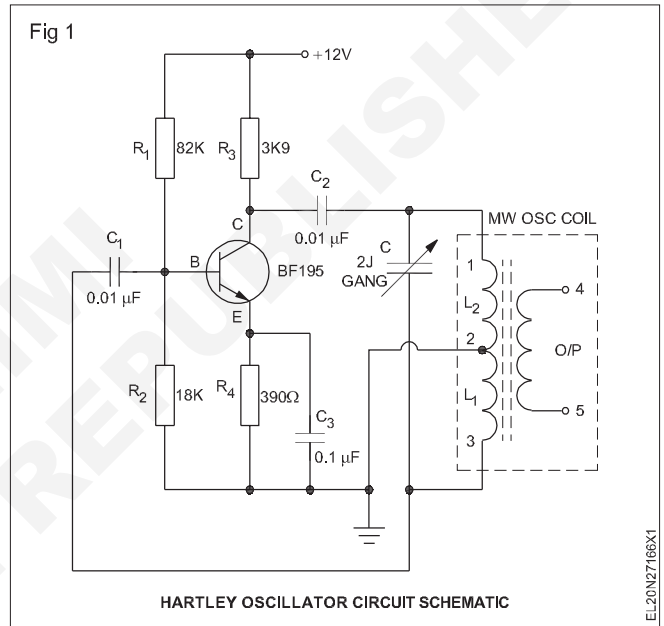 Fig 1
+12V
R1 82K
R3 3K9
C2
0.01 µF
MW OSC COIL
C
C1
0.01 µF
B
BF195
C
2J
GANG
1
L2
2
4
O/P
E
R2 18K
R4 390Ω
C3
0.1 µF
L1
3
5
HARTLEY OSCILLATOR CIRCUIT SCHEMATIC
EL20N27166X1
NIMI
REPUBLISHE